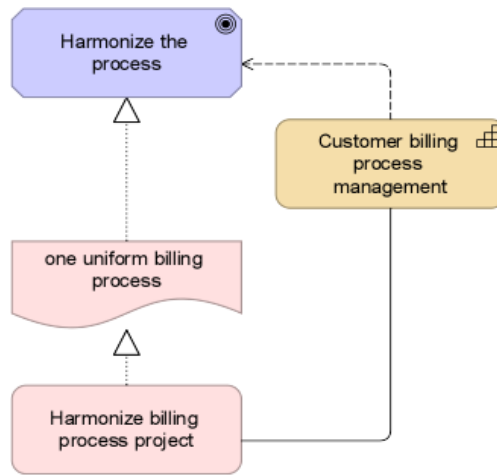 Harmonize the
process
Customer billing
process
management
one uniform billing
process
Harmonize billing
process project